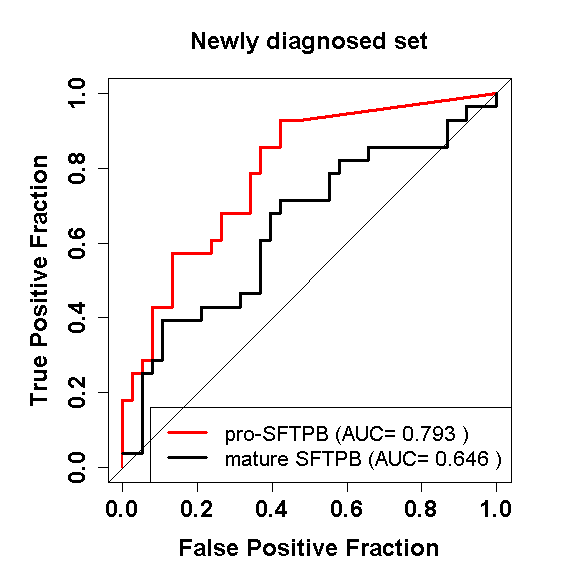 Newly diagnosed set
True Positive Fraction
1.0
0.8
0.6
0.4
0.2
0.0
pro-SFTPB (AUC= 0.793 )
mature SFTPB (AUC= 0.646 )
0.0 0.2 0.4 0.6 0.8 1.0
False Positive Fraction